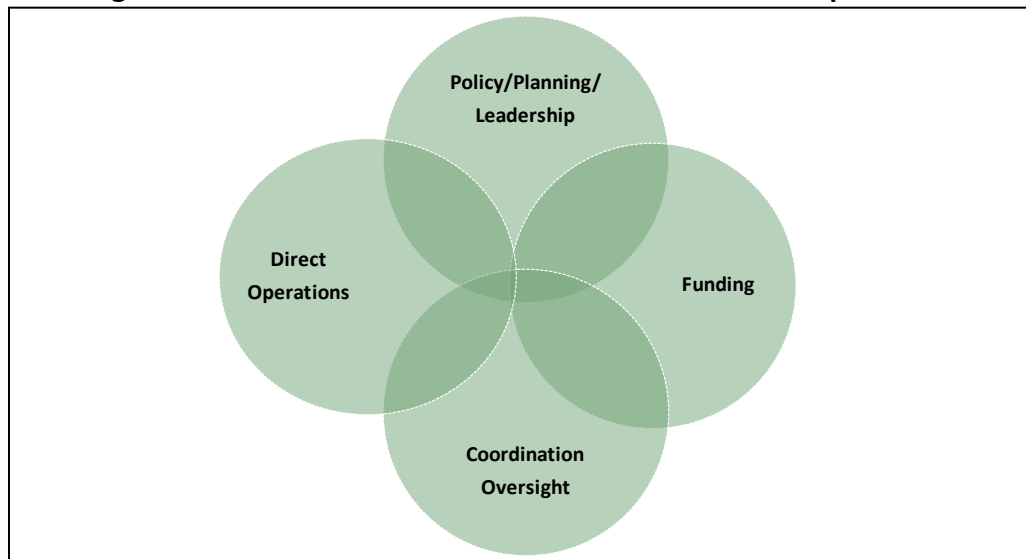 Policy/Planning/
Leadership
Direct
Operations
Funding
Coordination
Oversight